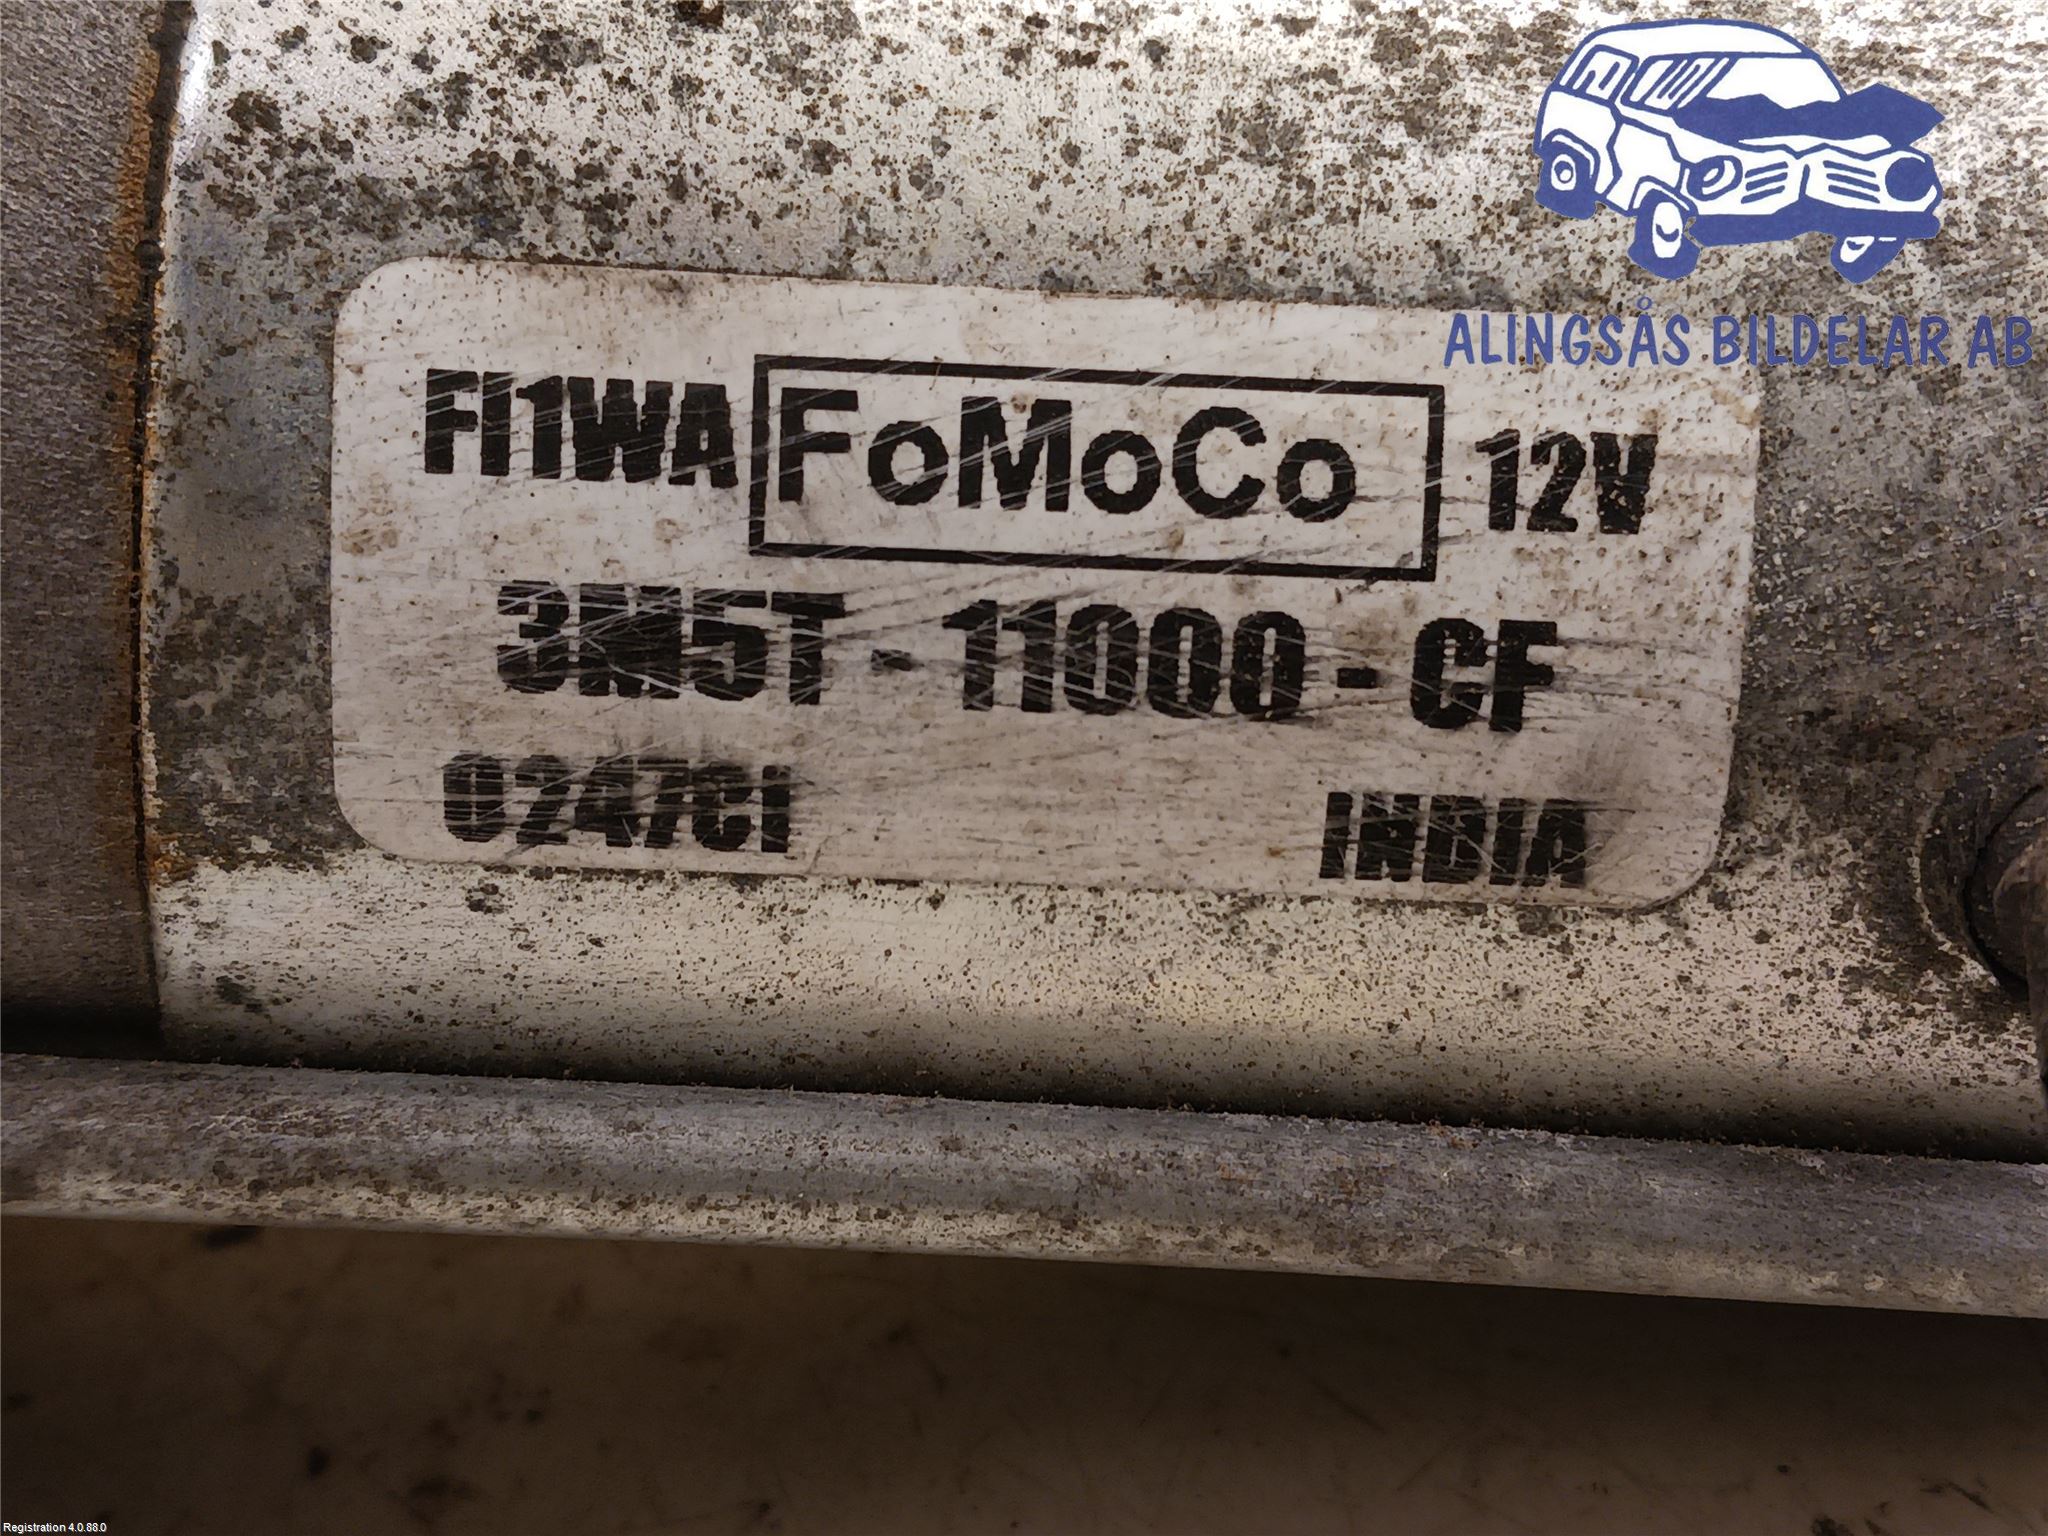 ALINGSÅS BILDELAR AB
FI1WA FoMoCo 12V
3M5T-11000-CF
0247CI INDIA
Registration 4.0.88.0